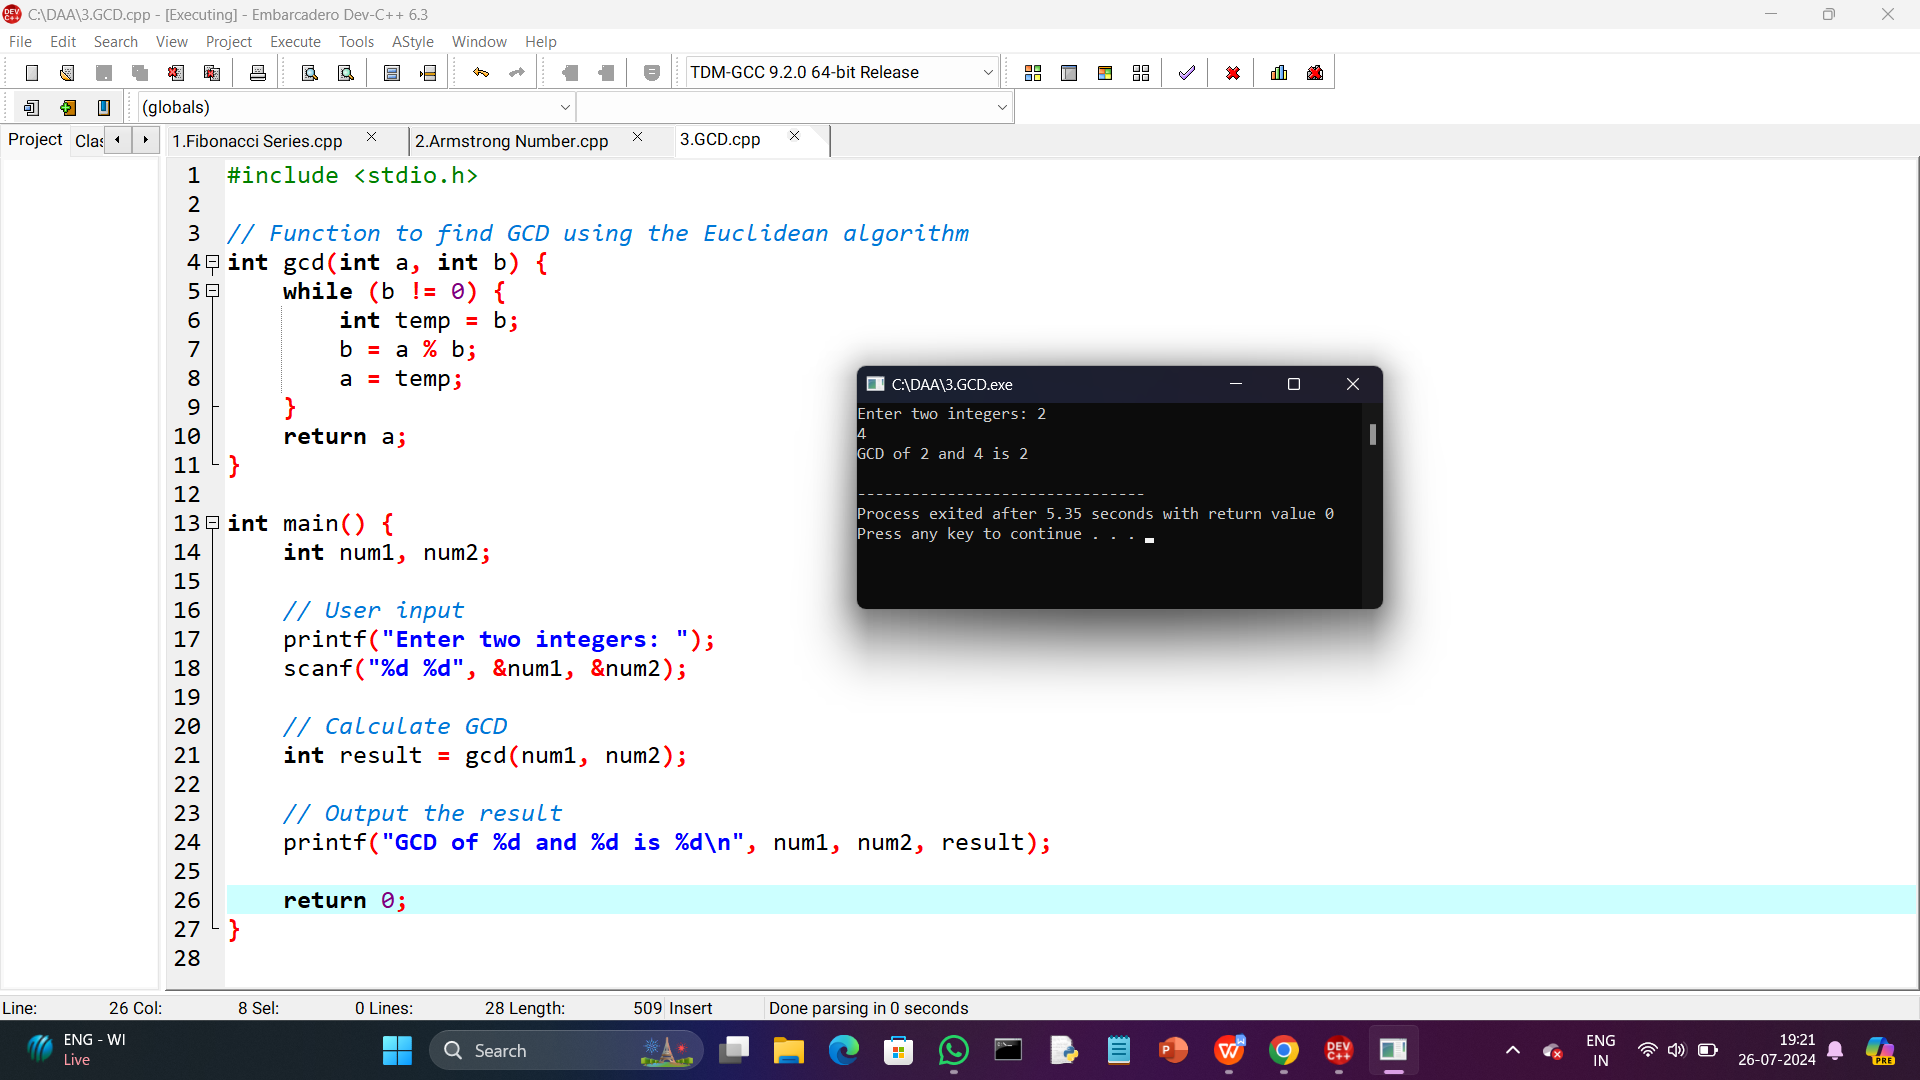 C:\DAA\3.GCD.cpp - [Executing] - Embarcadero Dev-C++ 6.3
File Edit Search View Project Execute Tools AStyle Window Help
TDM-GCC 9.2.0 64-bit Release
(globals)
Project Clas 1.Fibonacci Series.cpp 2.Armstrong Number.cpp 3.GCD.cpp
1 #include <stdio.h>
2
3 // Function to find GCD using the Euclidean algorithm
4 int gcd(int a, int b) {
5 while (b != 0) {
6 int temp = b;
7 b = a % b;
8 a = temp;
9 }
10 return a;
11 }
12
13 int main() {
14 int num1, num2;
15
16 // User input
17 printf("Enter two integers: ");
18 scanf("%d %d", &num1, &num2);
19
20 // Calculate GCD
21 int result = gcd(num1, num2);
22
23 // Output the result
24 printf("GCD of %d and %d is %d\n", num1, num2, result);
25
26 return 0;
27 }
28
C:\DAA\3.GCD.exe
Enter two integers: 2
4
GCD of 2 and 4 is 2
--------------------------------
Process exited after 5.35 seconds with return value 0
Press any key to continue . . .
Line: 26 Col: 8 Sel: 0 Lines: 28 Length: 509 Insert Done parsing in 0 seconds
ENG - WI
Live
Search
DEV C++
ENG
IN
19:21
26-07-2024
PRE